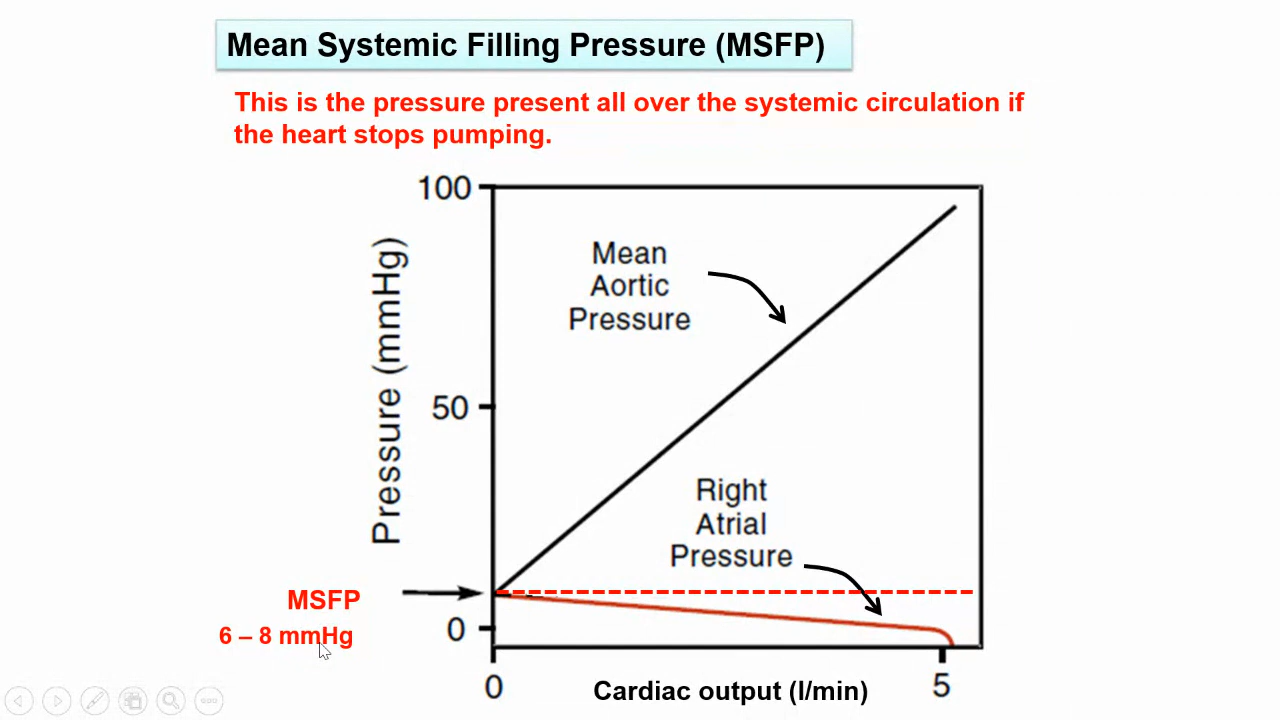 Mean Systemic Filling Pressure (MSFP)
This is the pressure present all over the systemic circulation if
the heart stops pumping.
100
Mean
Aortic
Pressure
Pressure (mmHg)
50
Right
Atrial
Pressure
MSFP
6 – 8 mmHg
0
0
Cardiac output (l/min)
5